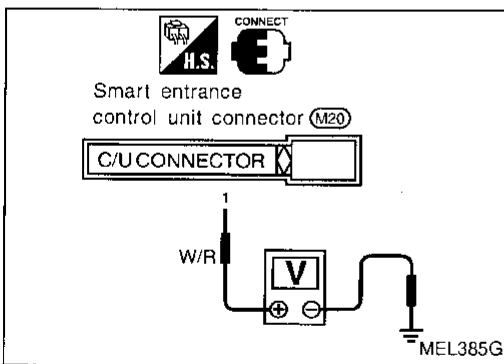 CONNECT
H.S.
Smart entrance
control unit connector M20
C/U CONNECTOR
1
W/R
V
⊕ ⊖
MEL385G